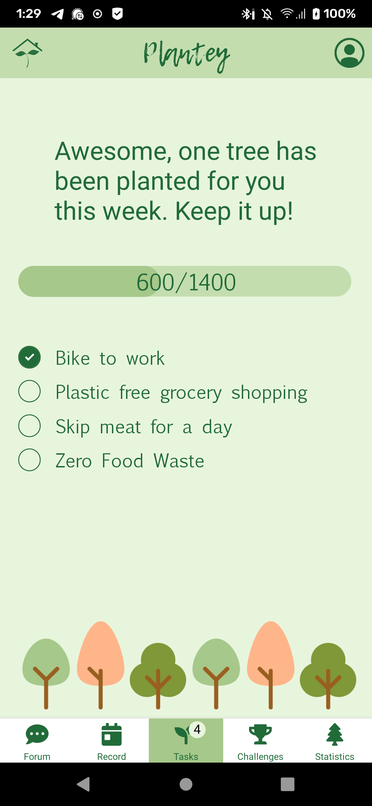 1:29
100%
Plantey
Awesome, one tree has
been planted for you
this week. Keep it up!
600/1400
Bike to work
Plastic free grocery shopping
Skip meat for a day
Zero Food Waste
4
Forum
Record
Tasks
Challenges
Statistics